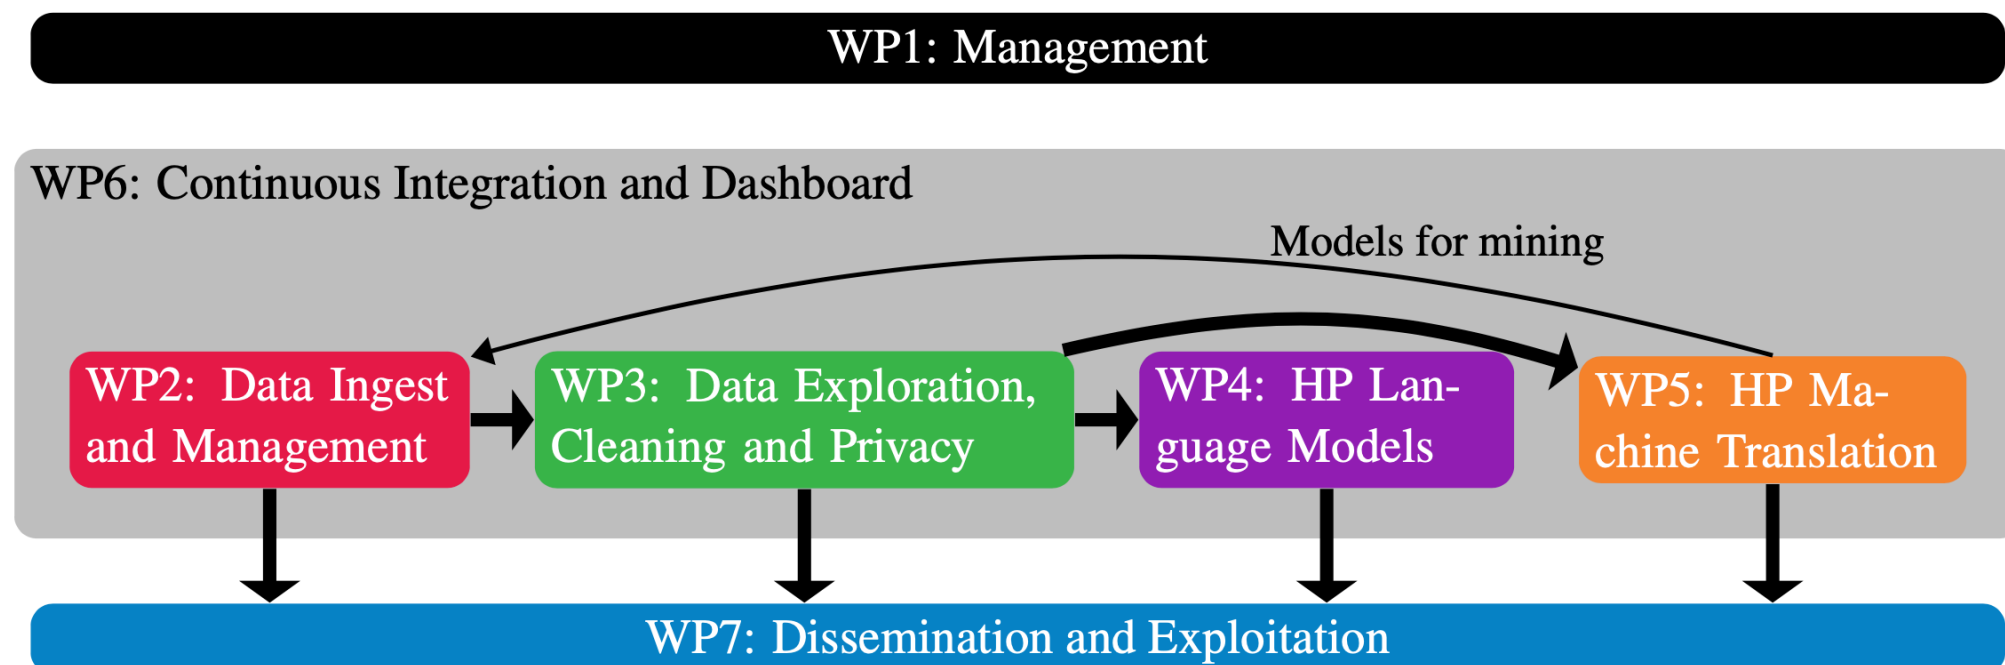 WP1: Management
WP6: Continuous Integration and Dashboard
Models for mining
WP2: Data Ingest
and Management
WP3: Data Exploration,
Cleaning and Privacy
WP4: HP Lan-
guage Models
WP5: HP Ma-
chine Translation
WP7: Dissemination and Exploitation